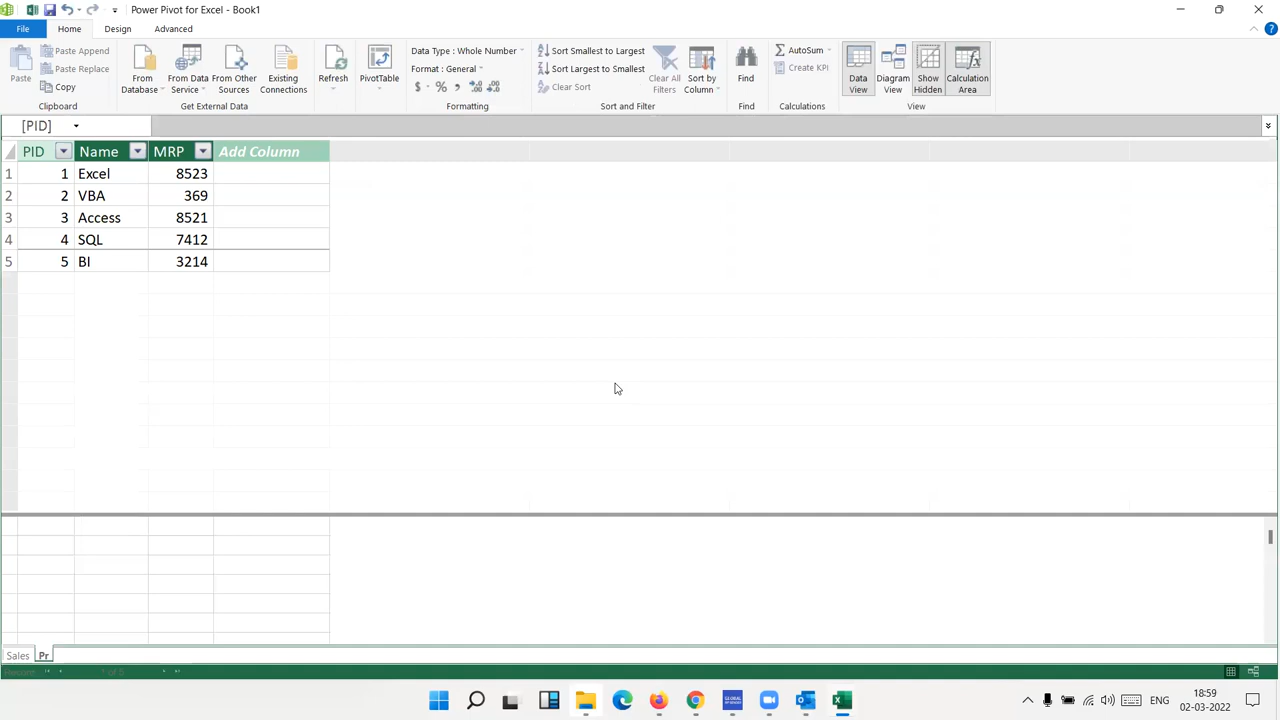 Power Pivot for Excel - Book1
File Home Design Advanced
Paste
Paste Append
Paste Replace
Copy
Clipboard
From Database
From Data Service
From Other Sources
Existing Connections
Get External Data
Refresh
PivotTable
Data Type : Whole Number
Format : General
$ % ,
Formatting
Sort Smallest to Largest
Sort Largest to Smallest
Clear Sort
Clear All Filters
Sort by Column
Sort and Filter
Find
Find
AutoSum
Create KPI
Calculations
Data View
Diagram View
Show Hidden
Calculation Area
View
[PID]
PID Name MRP Add Column
1 1 Excel 8523
2 2 VBA 369
3 3 Access 8521
4 4 SQL 7412
5 5 BI 3214
Sales Pr
ENG
18:59
02-03-2022